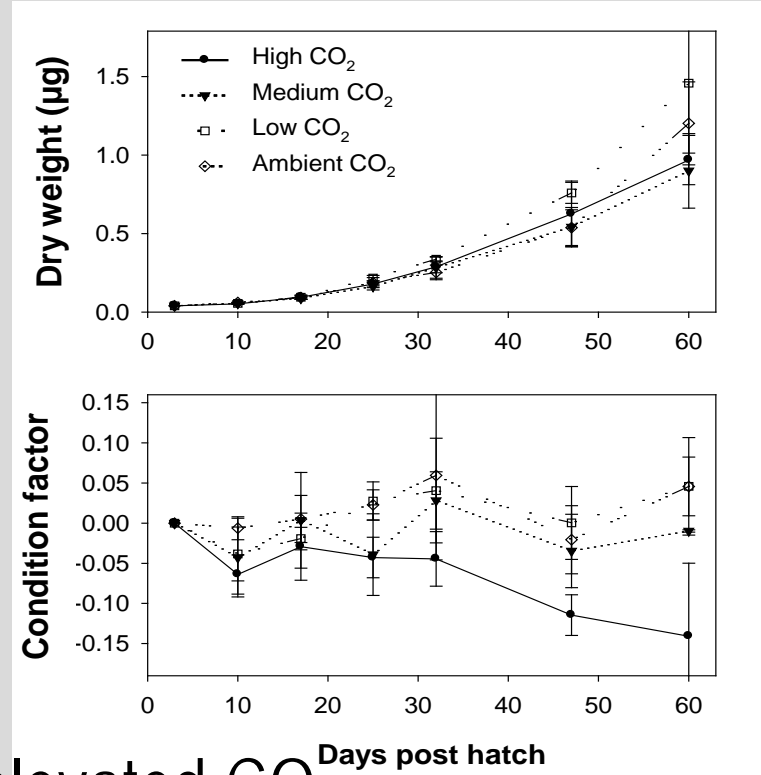 High CO₂
Medium CO₂
Low CO₂
Ambient CO₂
Dry weight (µg)
1.5
1.0
0.5
0.0
0 10 20 30 40 50 60
Condition factor
0.15
0.10
0.05
0.00
-0.05
-0.10
-0.15
0 10 20 30 40 50 60
Days post hatch